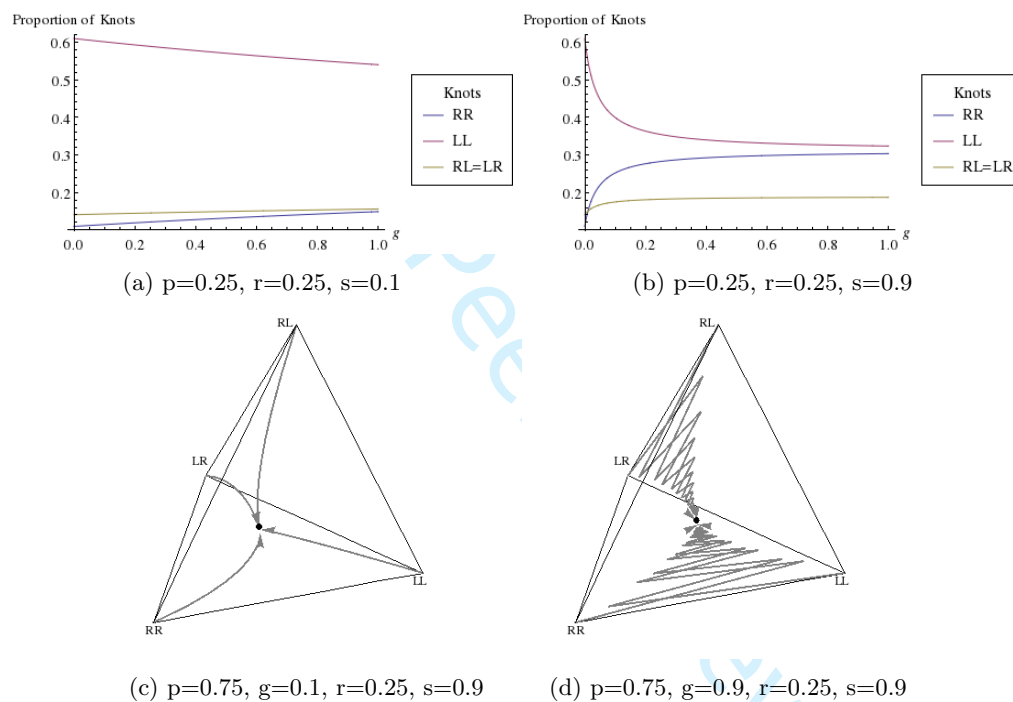 Proportion of Knots
0.6
0.5
0.4
0.3
0.2
0.0 0.2 0.4 0.6 0.8 1.0
g
Knots
RR
LL
RL=LR
(a) p=0.25, r=0.25, s=0.1
Proportion of Knots
0.6
0.5
0.4
0.3
0.2
0.0 0.2 0.4 0.6 0.8 1.0
g
Knots
RR
LL
RL=LR
(b) p=0.25, r=0.25, s=0.9
RL
LR
LL
RR
(c) p=0.75, g=0.1, r=0.25, s=0.9
RL
LR
LL
RR
(d) p=0.75, g=0.9, r=0.25, s=0.9